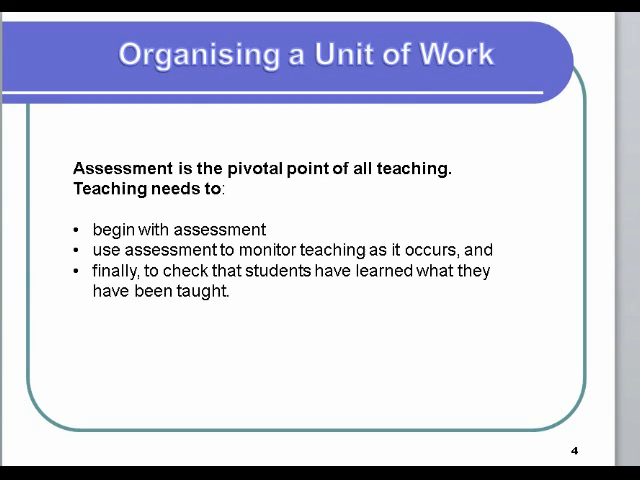 Organising a Unit of Work
Assessment is the pivotal point of all teaching.
Teaching needs to:
• begin with assessment
• use assessment to monitor teaching as it occurs, and
• finally, to check that students have learned what they
have been taught.
4